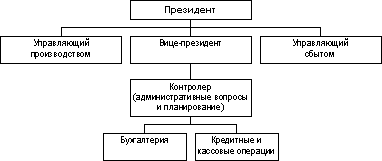 Президент
Управляющий
производством
Вице-президент
Управляющий
сбытом
Контролер
(административные вопросы
и планирование)
Бухгалтерия
Кредитные и
кассовые операции